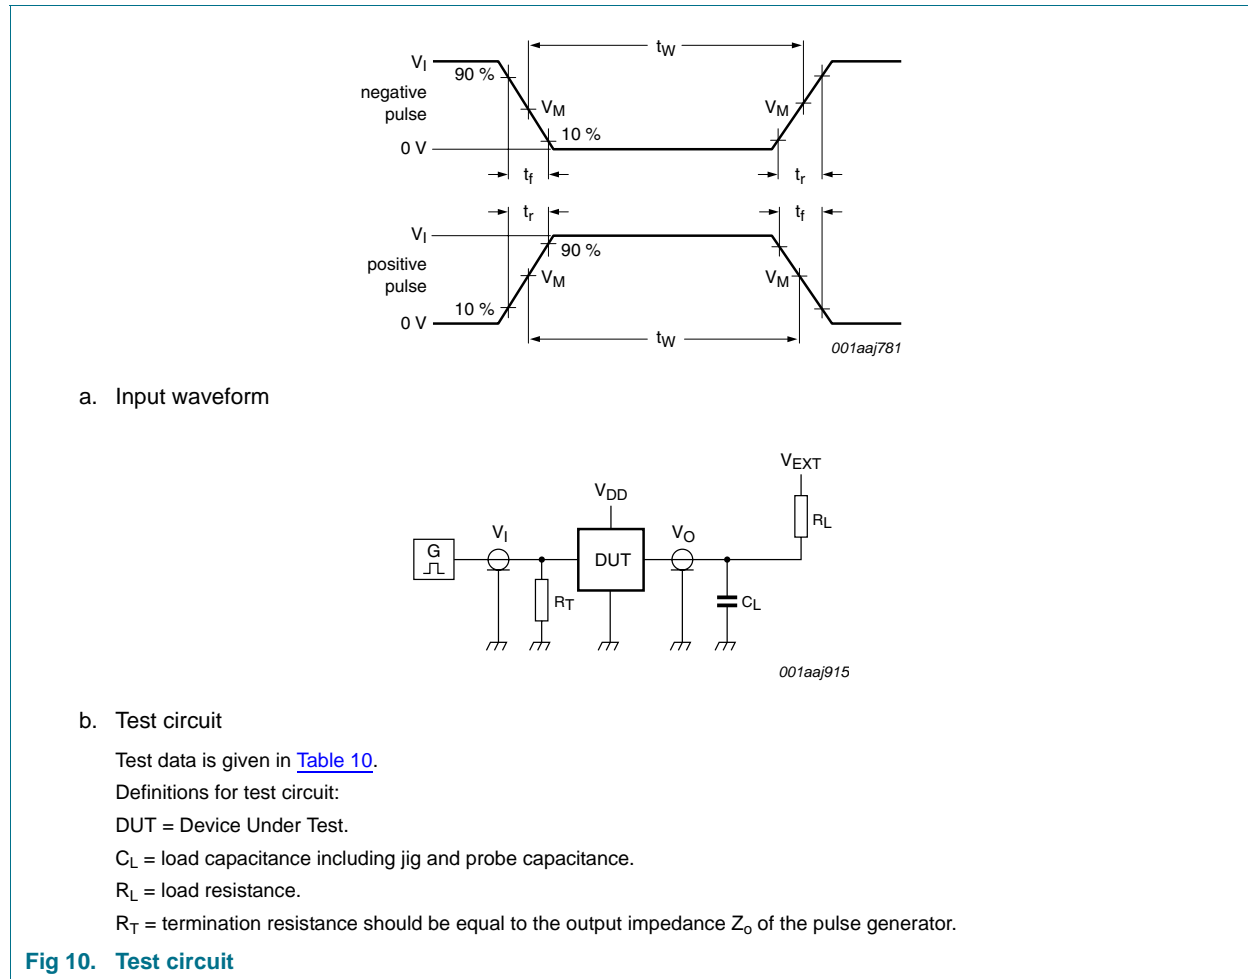 tW
VI
90 %
negative
pulse
VM
VM
10 %
0 V
tf
tr
tr
tf
VI
90 %
positive
pulse
VM
VM
10 %
0 V
tW
001aaj781
a. Input waveform
VEXT
VDD
RL
VI
VO
G
DUT
RT
CL
001aaj915
b. Test circuit
Test data is given in Table 10.
Definitions for test circuit:
DUT = Device Under Test.
CL = load capacitance including jig and probe capacitance.
RL = load resistance.
RT = termination resistance should be equal to the output impedance Zo of the pulse generator.
Fig 10. Test circuit